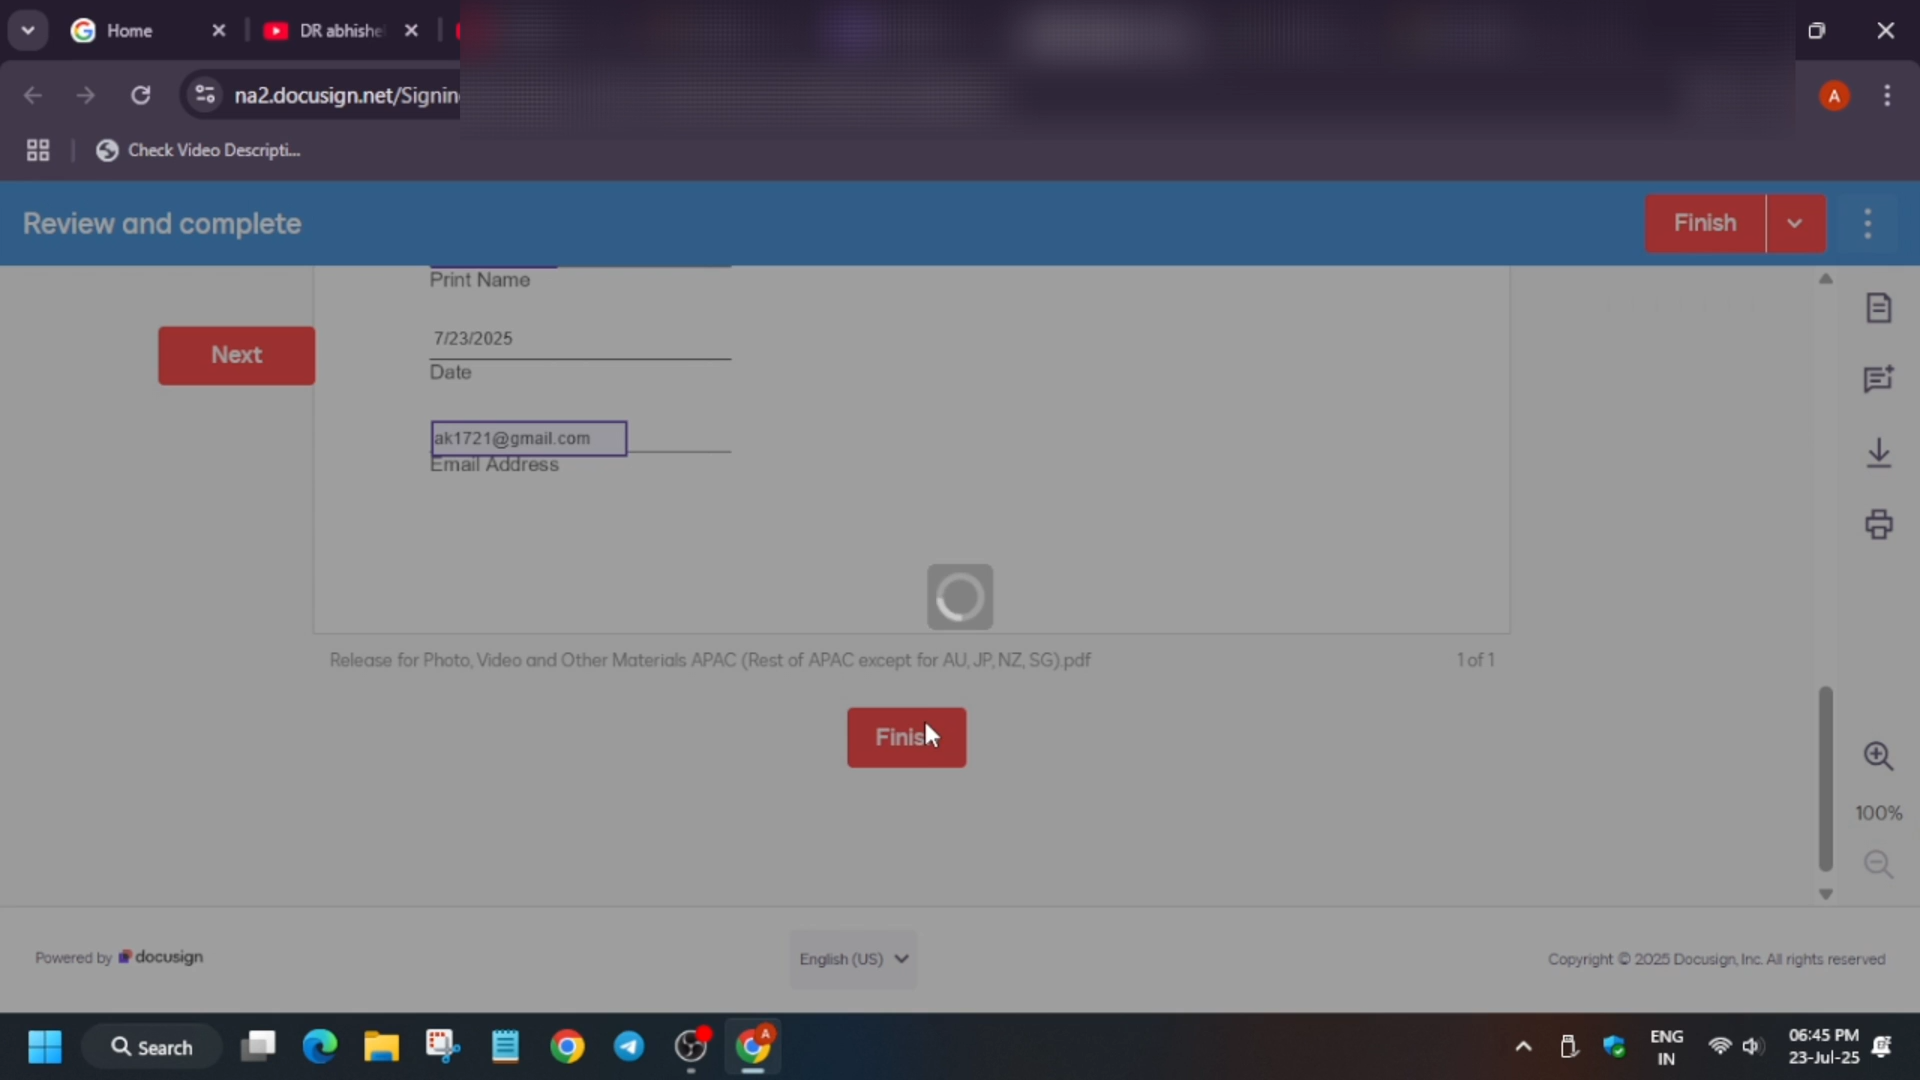 Home
DR abhishe
na2.docusign.net/Signin
A
Check Video Descripti...
Review and complete
Finish
Print Name
Next
7/23/2025
Date
ak1721@gmail.com
Email Address
Release for Photo, Video and Other Materials APAC (Rest of APAC except for AU, JP, NZ, SG).pdf
1 of 1
Finis
100%
Powered by docusign
English (US)
Copyright © 2025 Docusign, Inc. All rights reserved
Search
A
ENG
IN
06:45 PM
23-Jul-25